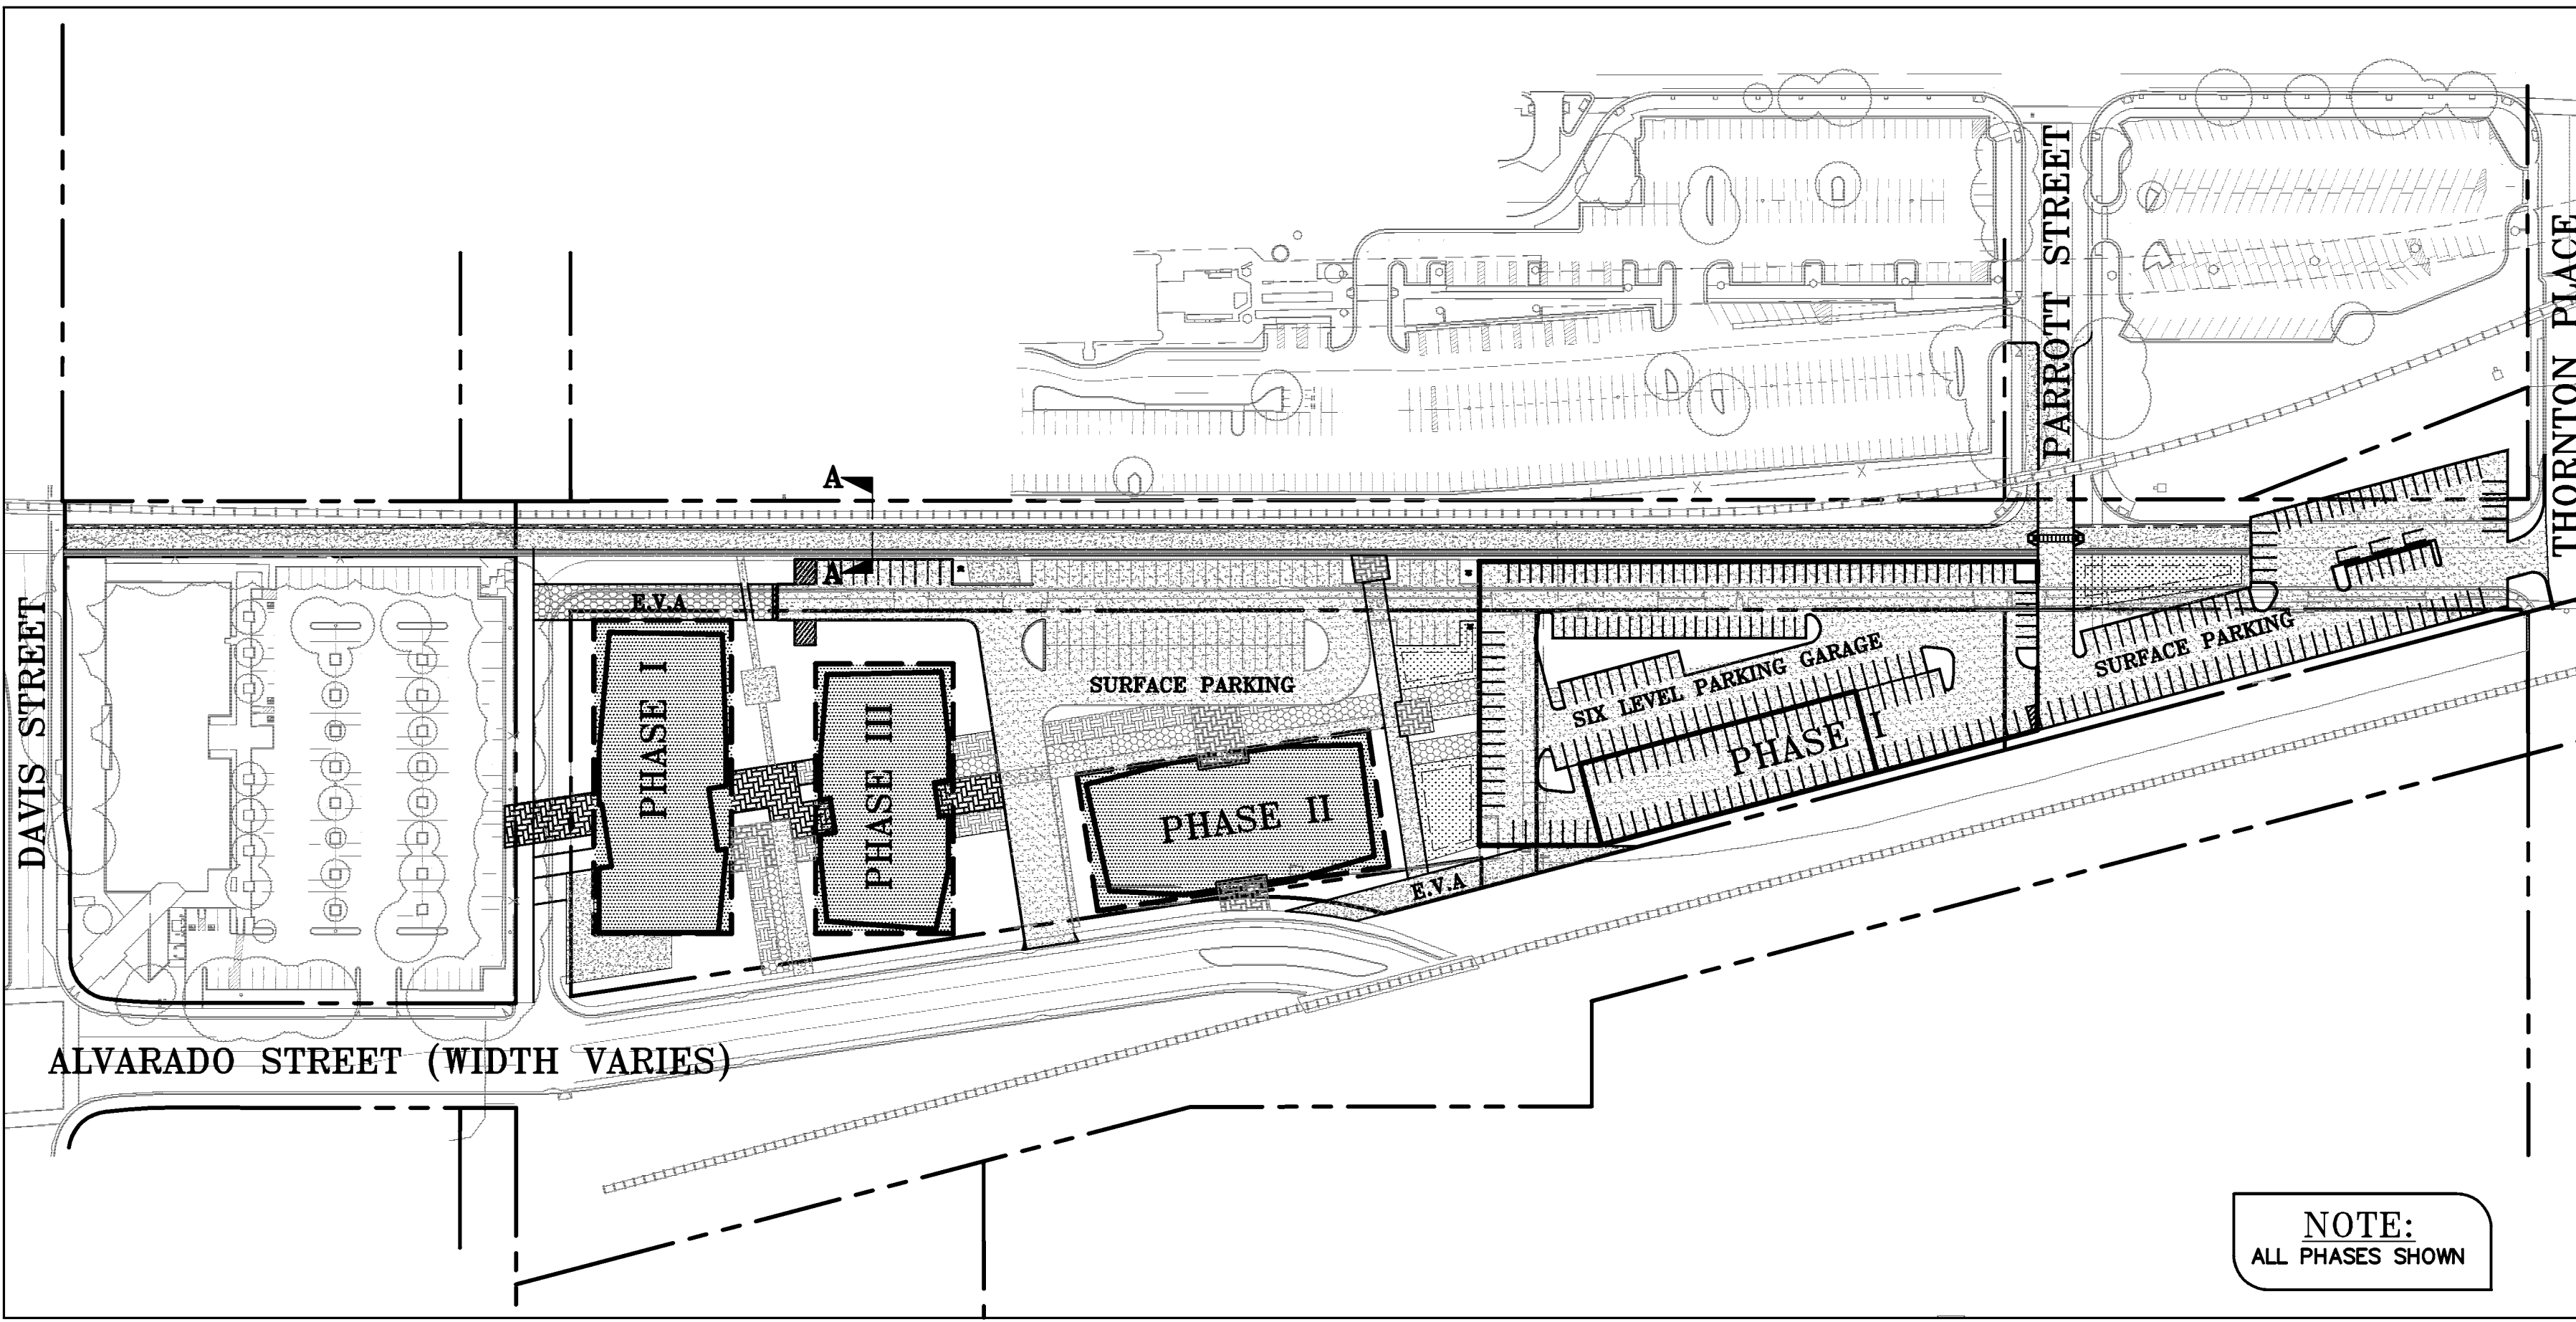 PARROTT STREET
THORNTON PLACE
A
A
E.V.A
DAVIS STREET
PHASE I
PHASE III
SURFACE PARKING
PHASE II
SIX LEVEL PARKING GARAGE
PHASE I
SURFACE PARKING
E.V.A
ALVARADO STREET (WIDTH VARIES)
NOTE:
ALL PHASES SHOWN